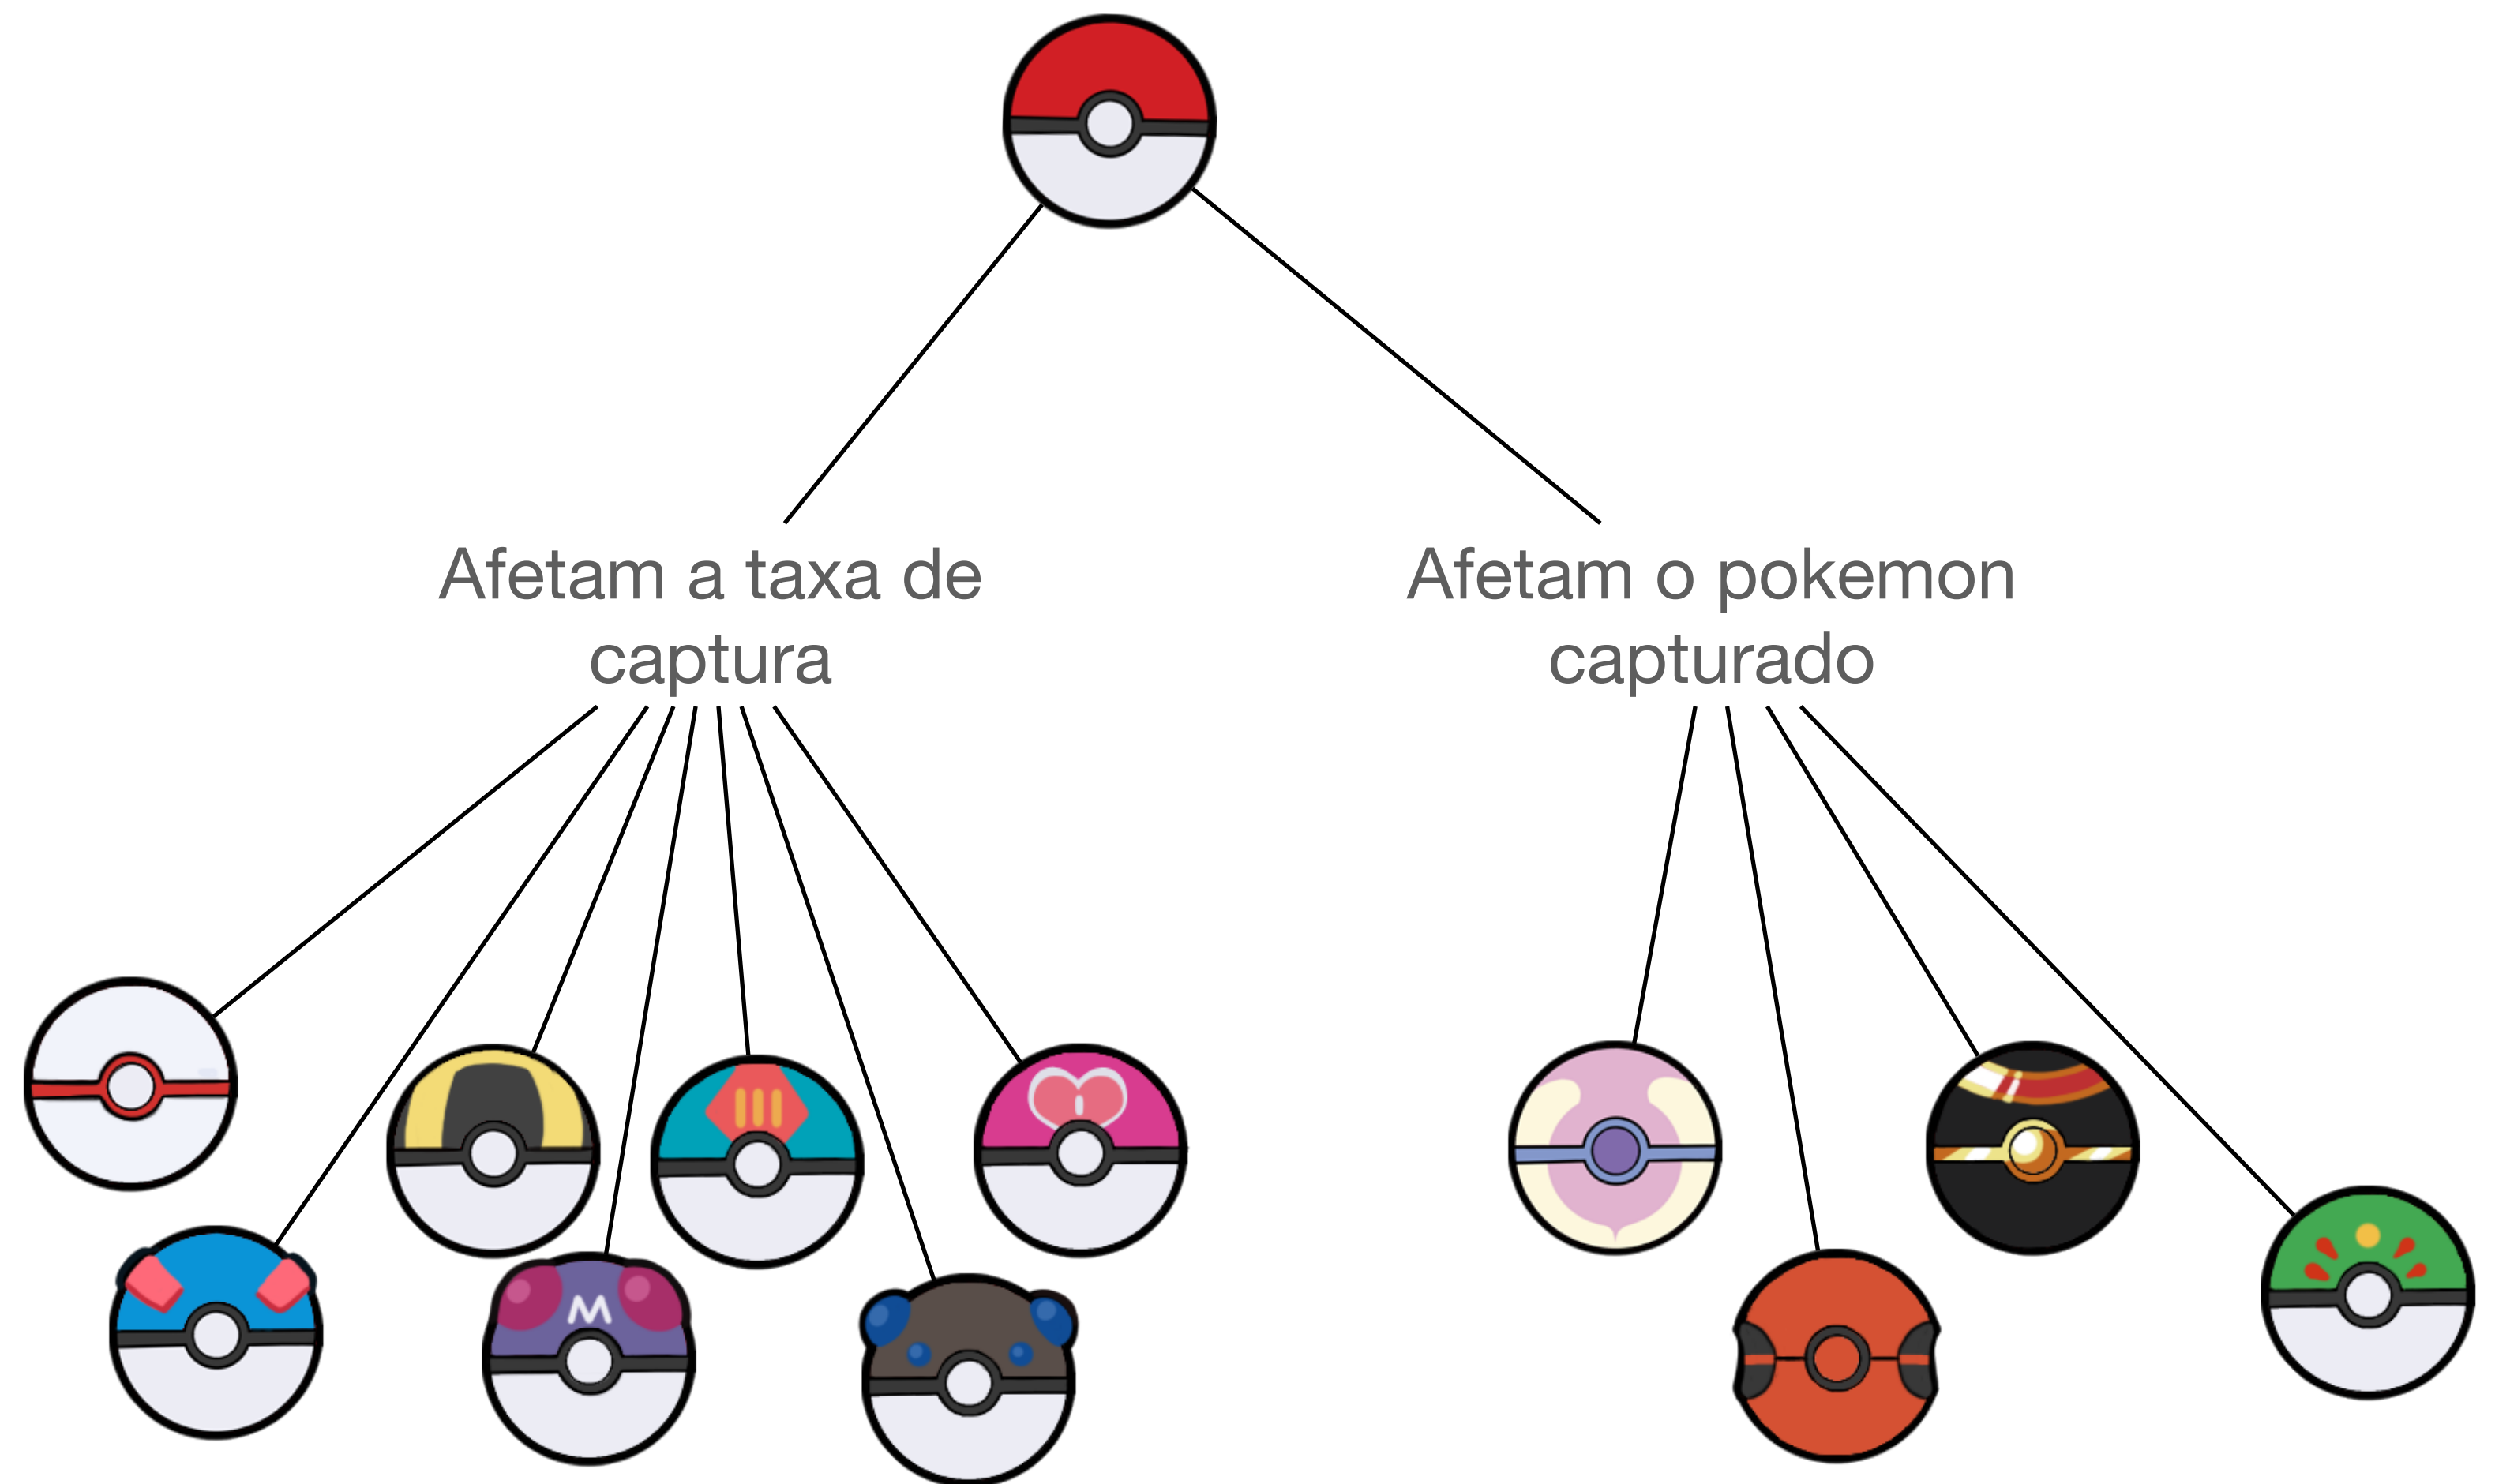 Afetam a taxa de
captura
Afetam o pokemon
capturado
M